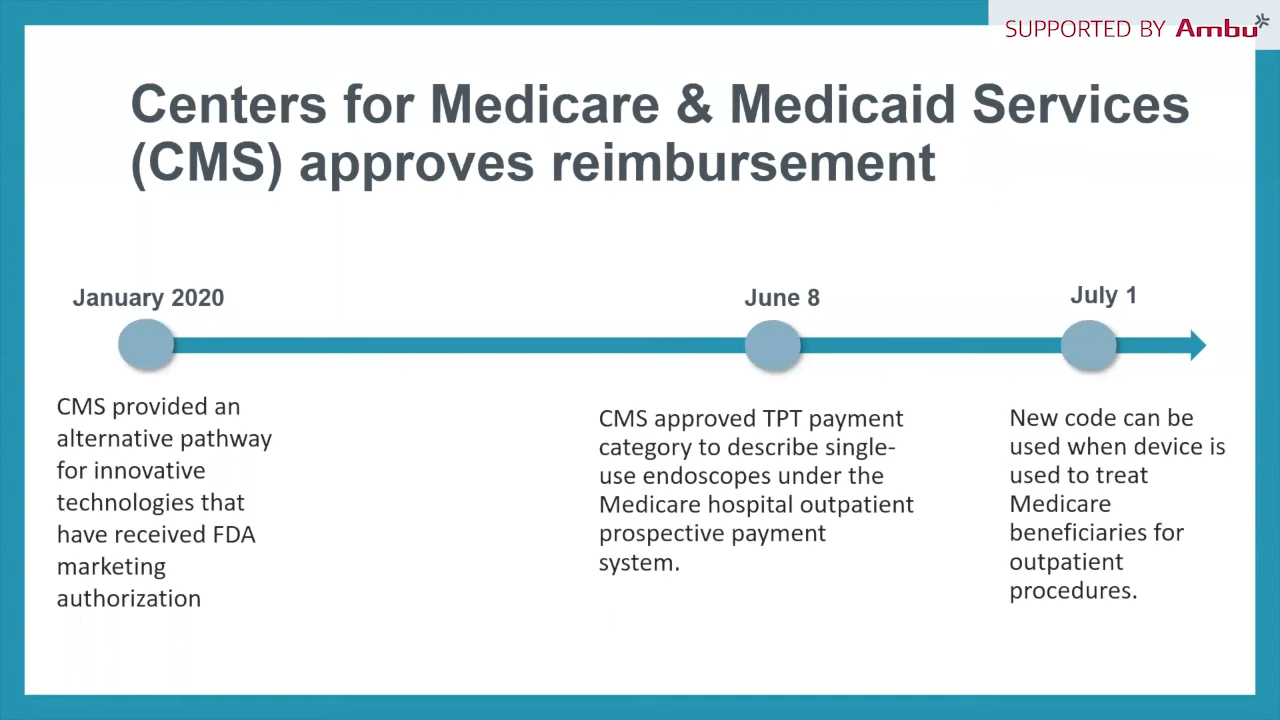 SUPPORTED BY Ambu
Centers for Medicare & Medicaid Services
(CMS) approves reimbursement
January 2020
CMS provided an
alternative pathway
for innovative
technologies that
have received FDA
marketing
authorization
June 8
CMS approved TPT payment
category to describe single-
use endoscopes under the
Medicare hospital outpatient
prospective payment
system.
July 1
New code can be
used when device is
used to treat
Medicare
beneficiaries for
outpatient
procedures.